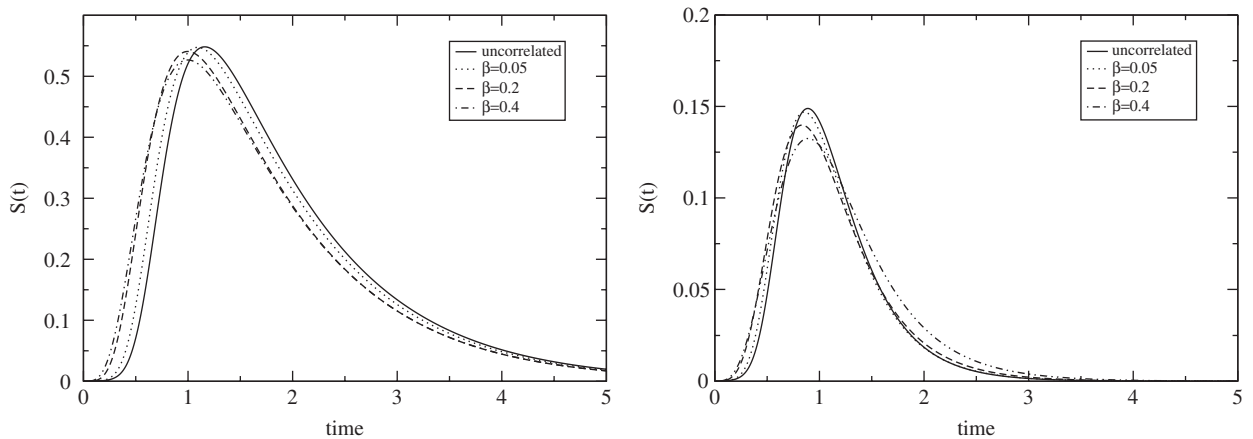 0.5
0.4
0.3
0.2
0.1
0
S(t)
0 1 2 3 4 5
time
uncorrelated
β=0.05
β=0.2
β=0.4
0.2
0.15
0.1
0.05
0
S(t)
0 1 2 3 4 5
time
uncorrelated
β=0.05
β=0.2
β=0.4